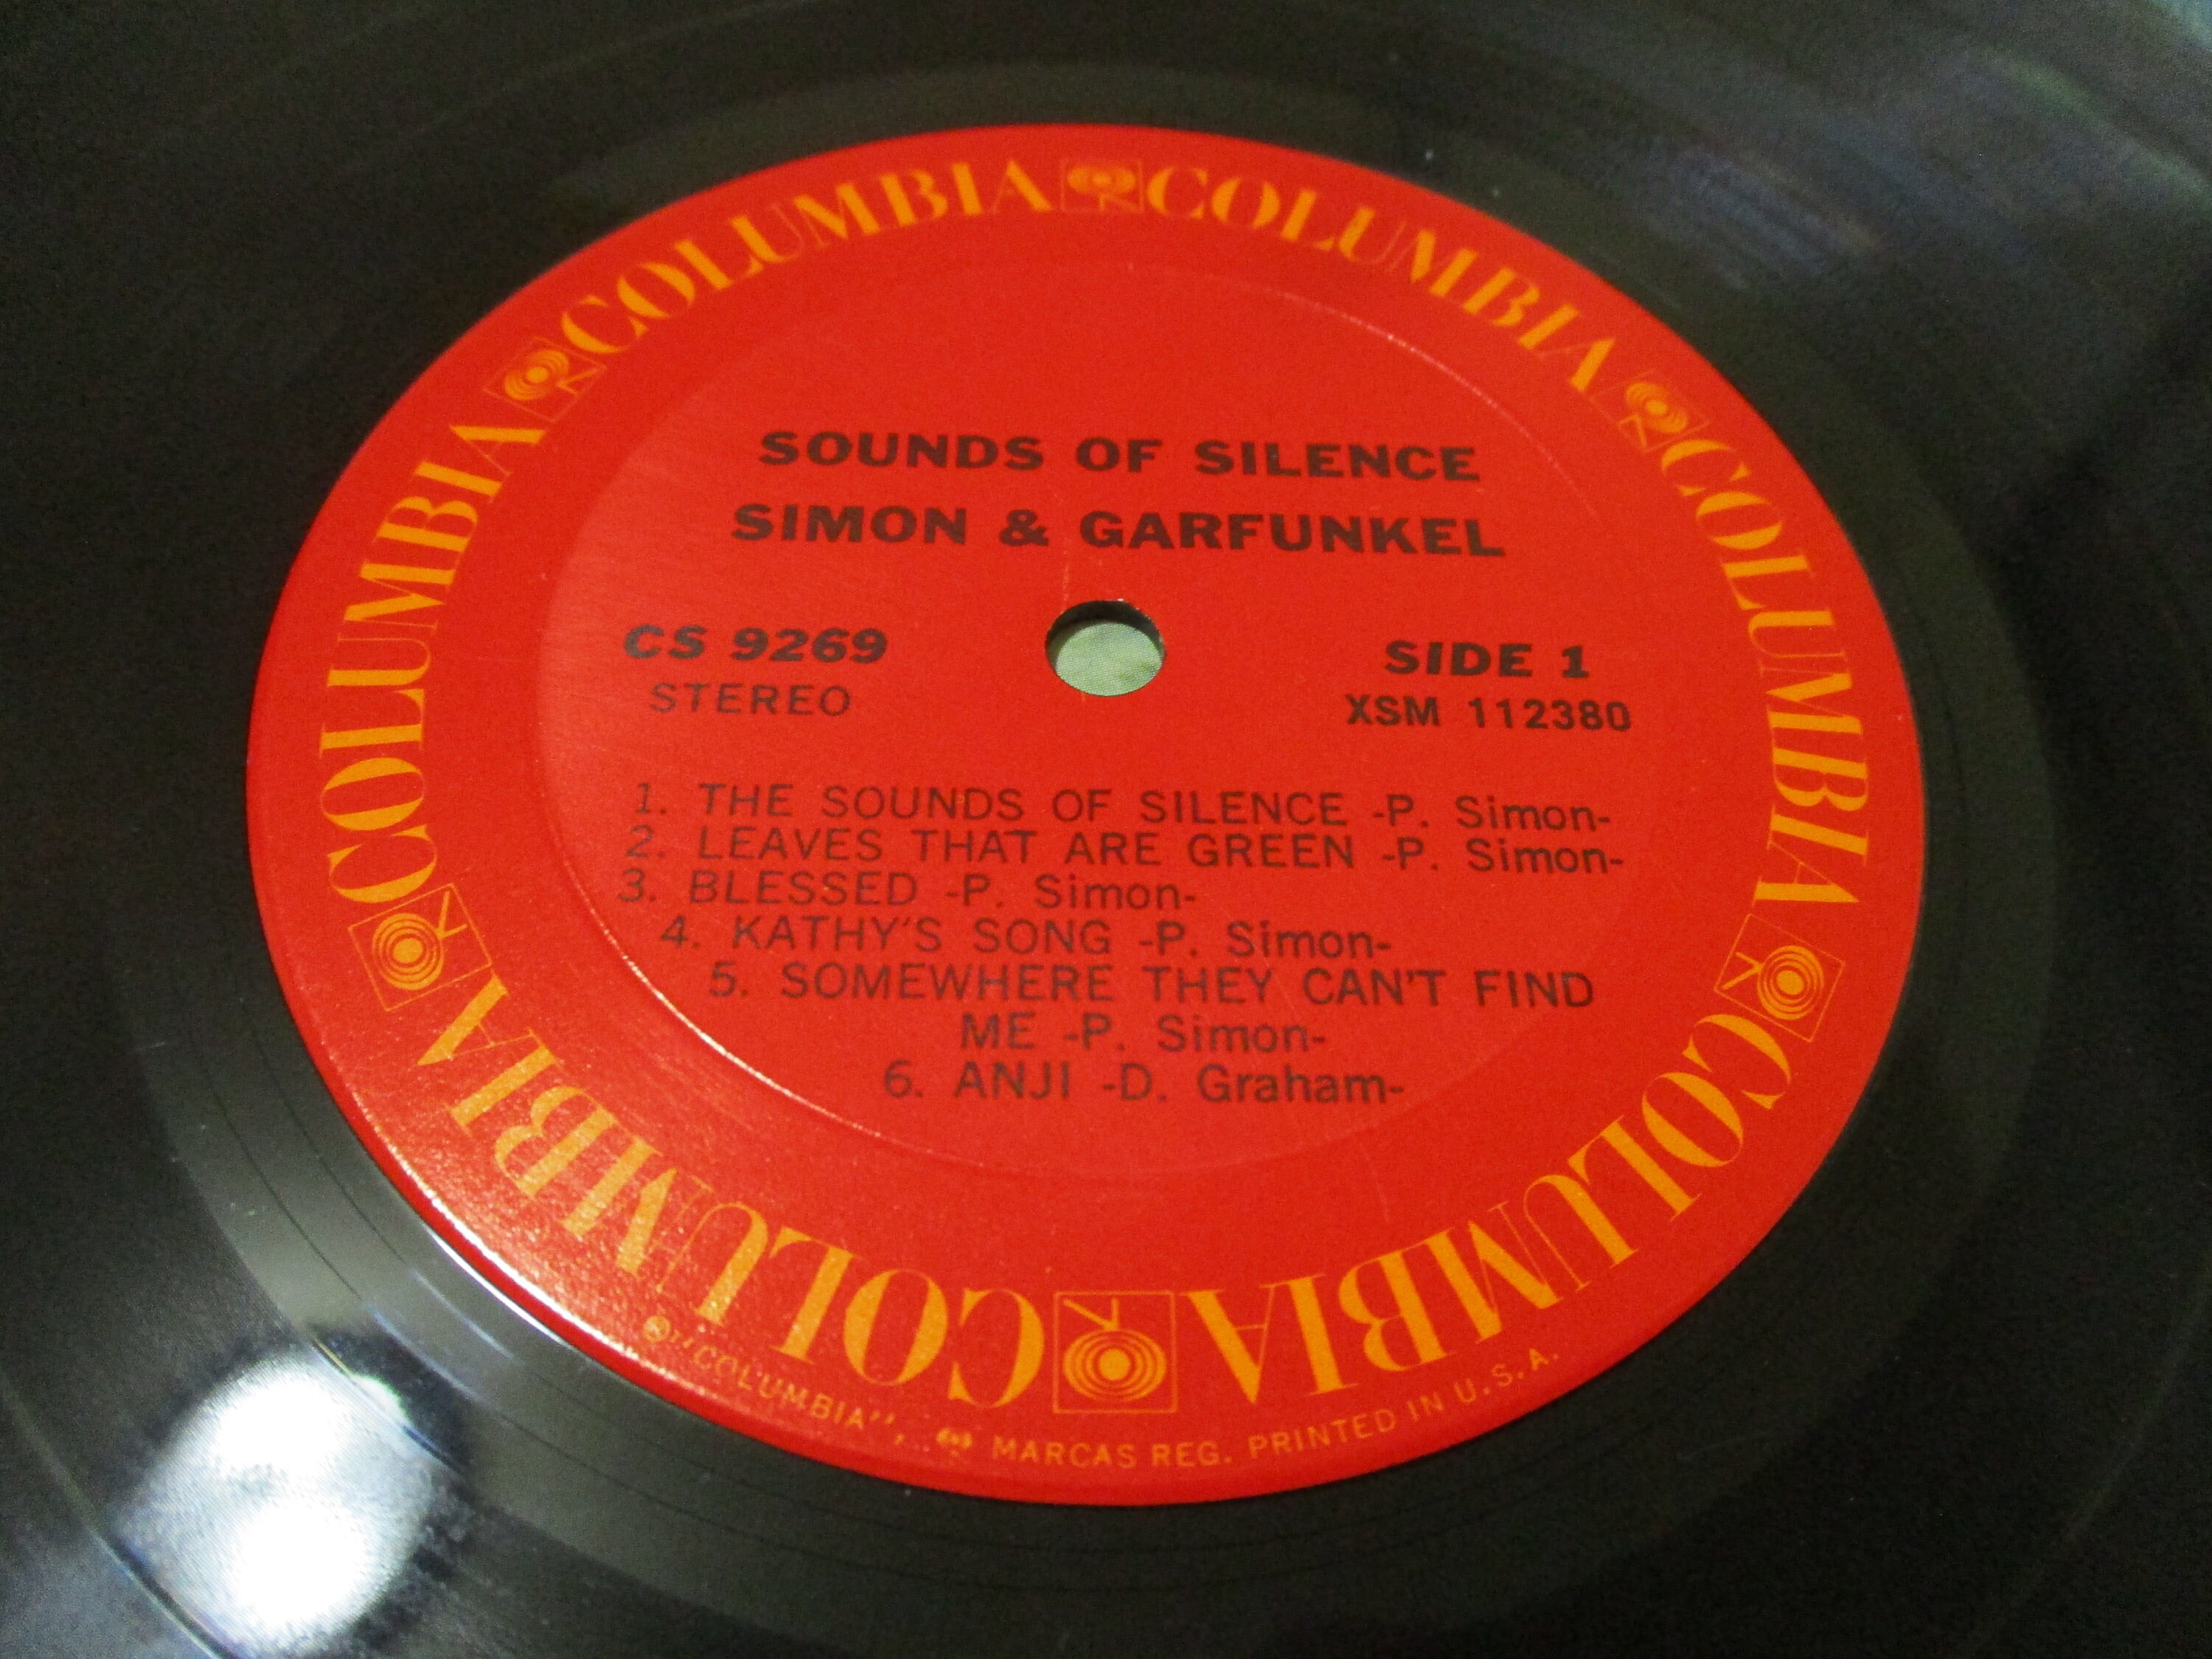 COLUMBIA COLUMBIA COLUMBIA COLUMBIA COLUMBIA COLUMBIA
SOUNDS OF SILENCE
SIMON & GARFUNKEL
CS 9269
STEREO
SIDE 1
XSM 112380
1. THE SOUNDS OF SILENCE -P. Simon-
2. LEAVES THAT ARE GREEN -P. Simon-
3. BLESSED -P. Simon-
4. KATHY'S SONG -P. Simon-
5. SOMEWHERE THEY CAN'T FIND
ME -P. Simon-
6. ANJI -D. Graham-
® "COLUMBIA", MARCAS REG. PRINTED IN U.S.A.